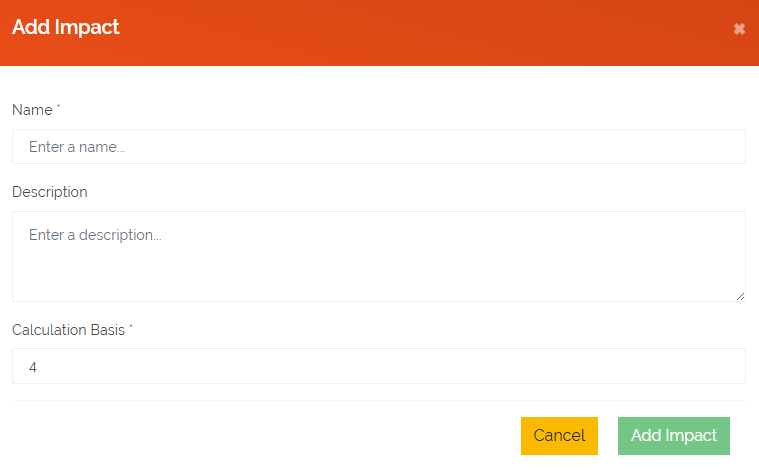 Add Impact
Name *
Enter a name...
Description
Enter a description...
Calculation Basis *
4
Cancel
Add Impact